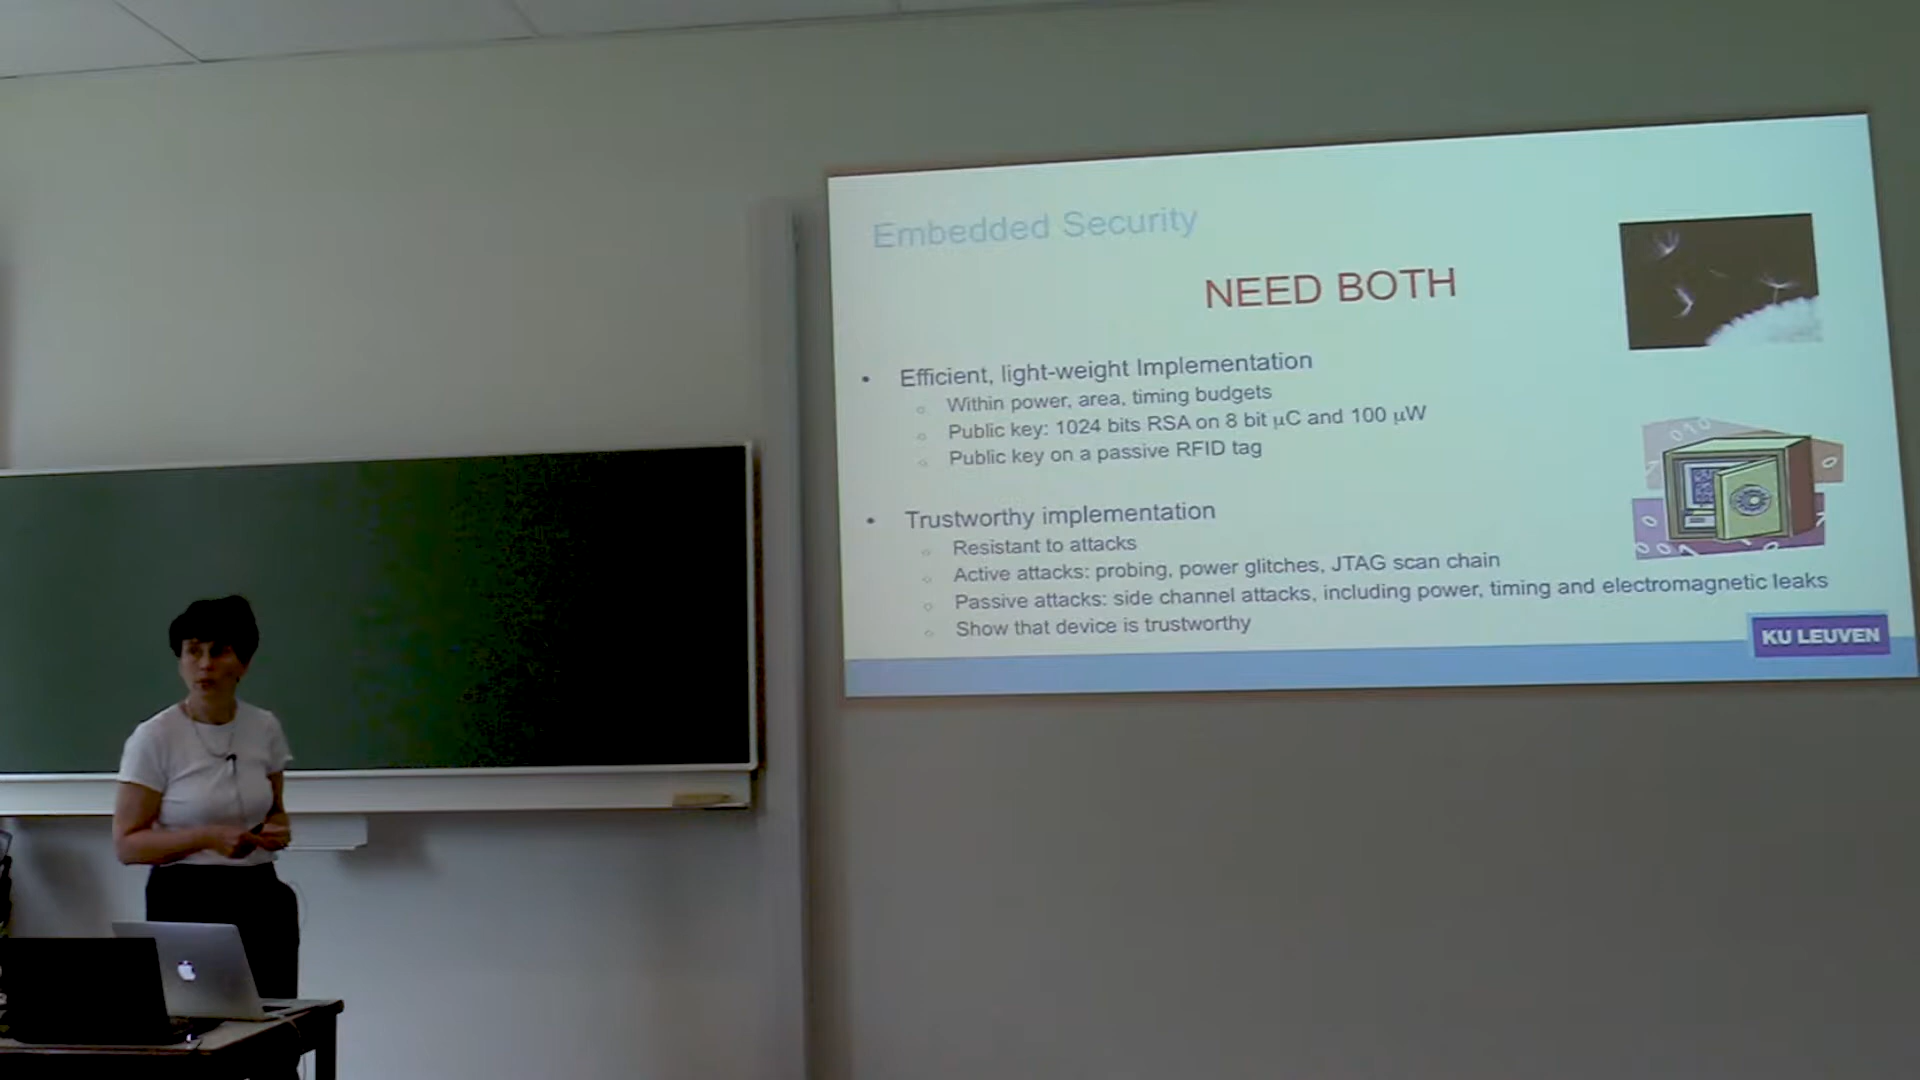 Embedded Security
NEED BOTH
• Efficient, light-weight Implementation
○ Within power, area, timing budgets
○ Public key: 1024 bits RSA on 8 bit μC and 100 μW
○ Public key on a passive RFID tag
• Trustworthy implementation
○ Resistant to attacks
○ Active attacks: probing, power glitches, JTAG scan chain
○ Passive attacks: side channel attacks, including power, timing and electromagnetic leaks
○ Show that device is trustworthy
KU LEUVEN